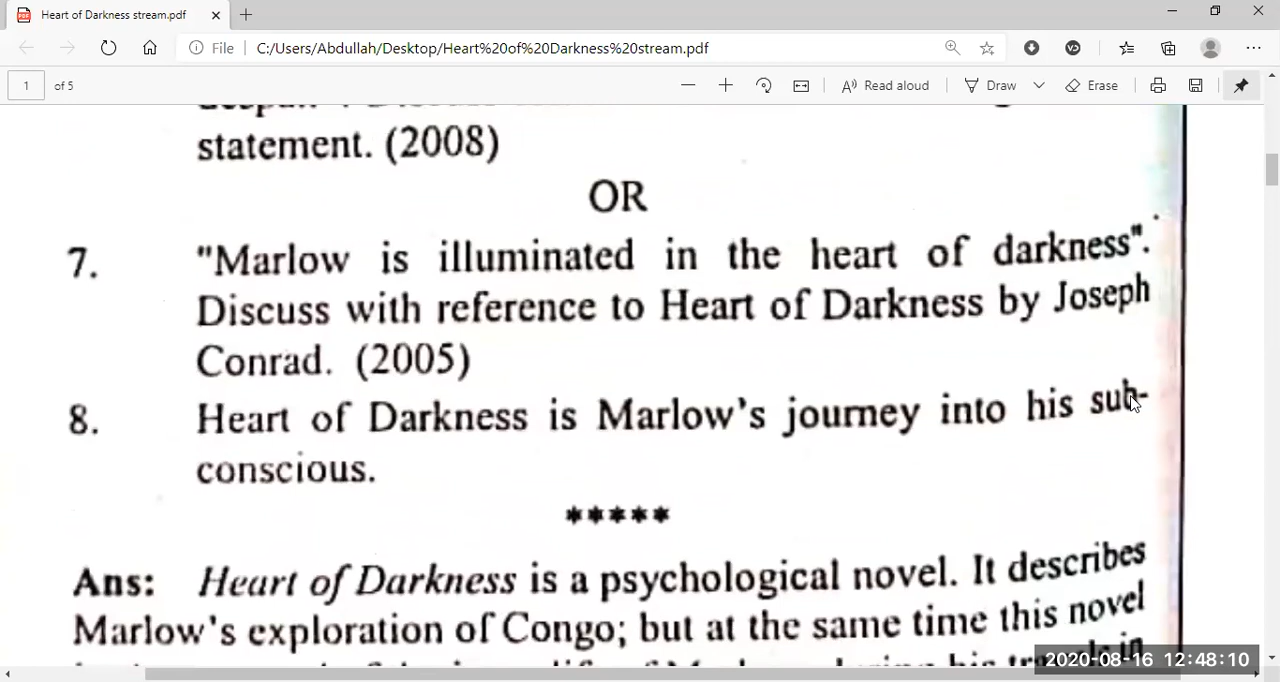 Heart of Darkness stream.pdf
File C:/Users/Abdullah/Desktop/Heart%20of%20Darkness%20stream.pdf
1 of 5 Read aloud Draw Erase
statement. (2008)
OR
7. "Marlow is illuminated in the heart of darkness".
Discuss with reference to Heart of Darkness by Joseph
Conrad. (2005)
8. Heart of Darkness is Marlow's journey into his sub-
conscious.
*****
Ans: Heart of Darkness is a psychological novel. It describes
Marlow's exploration of Congo; but at the same time this novel
2020-08-16 12:48:10